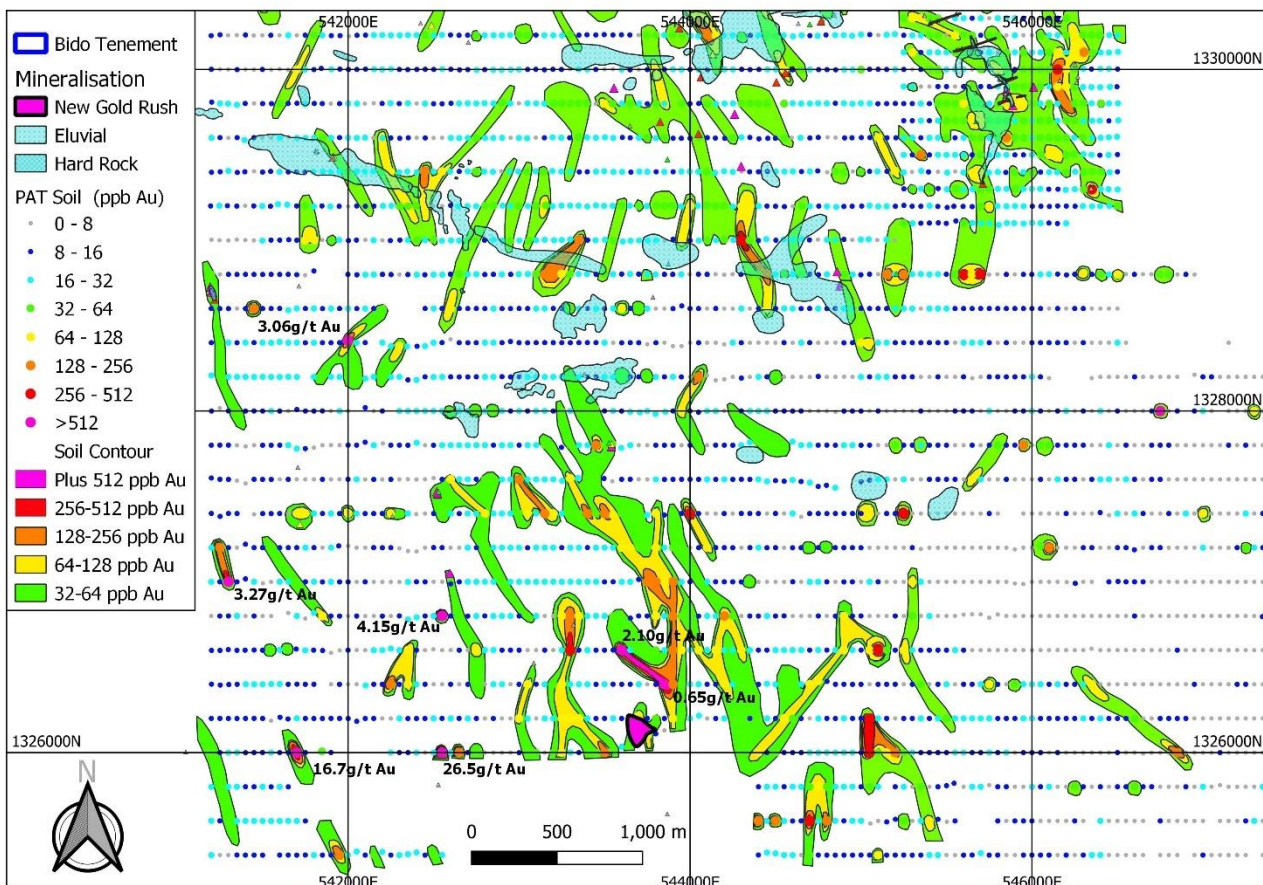 542000E
544000E
546000E
Bido Tenement
Mineralisation
New Gold Rush
Eluvial
Hard Rock
PAT Soil (ppb Au)
0 - 8
8 - 16
16 - 32
32 - 64
64 - 128
128 - 256
256 - 512
>512
Soil Contour
Plus 512 ppb Au
256-512 ppb Au
128-256 ppb Au
64-128 ppb Au
32-64 ppb Au
1330000N
3.06g/t Au
1328000N
3.27g/t Au
4.15g/t Au
2.10g/t Au
0.65g/t Au
1326000N
16.7g/t Au
26.5g/t Au
N
0 500 1,000 m
542000E
544000E
546000E